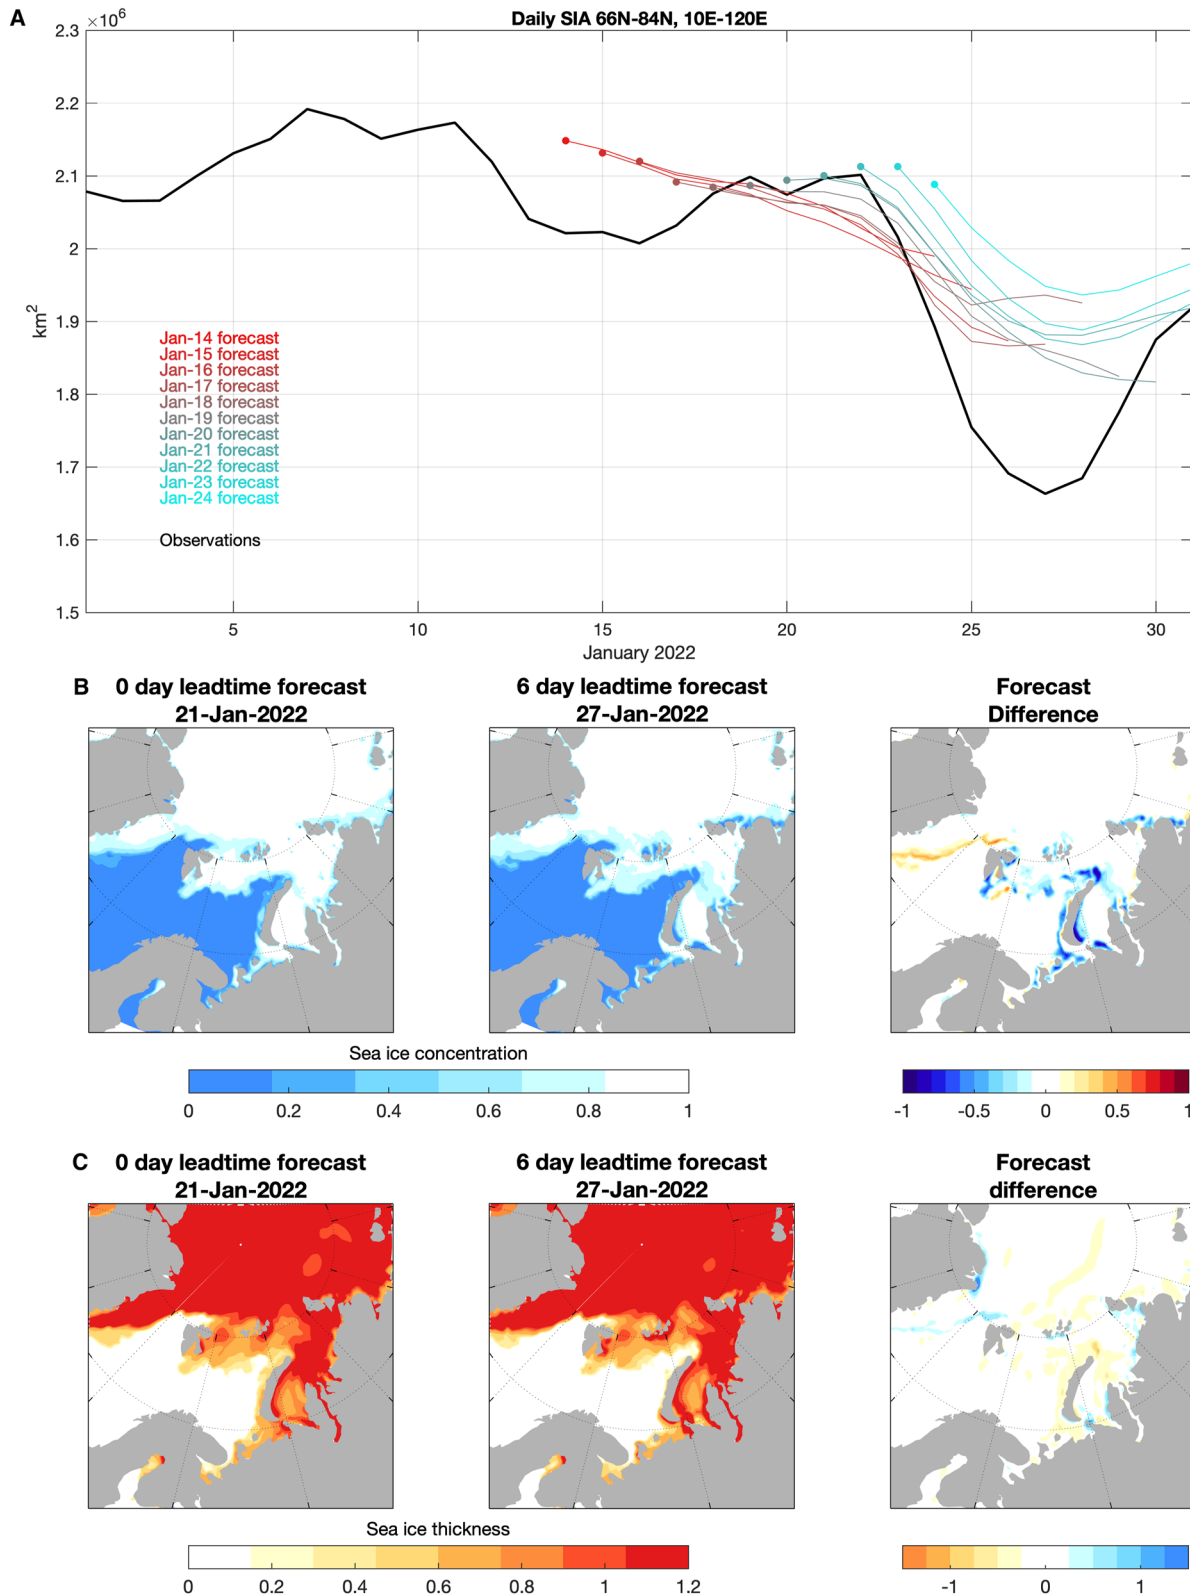 A
×10⁶
Daily SIA 66N-84N, 10E-120E
2.3
2.2
2.1
2
1.9
1.8
1.7
1.6
1.5
km²
Jan-14 forecast
Jan-15 forecast
Jan-16 forecast
Jan-17 forecast
Jan-18 forecast
Jan-19 forecast
Jan-20 forecast
Jan-21 forecast
Jan-22 forecast
Jan-23 forecast
Jan-24 forecast
Observations
5 10 15 20 25 30
January 2022
B
0 day leadtime forecast
21-Jan-2022
6 day leadtime forecast
27-Jan-2022
Forecast
Difference
Sea ice concentration
0 0.2 0.4 0.6 0.8 1
-1 -0.5 0 0.5 1
C
0 day leadtime forecast
21-Jan-2022
6 day leadtime forecast
27-Jan-2022
Forecast
difference
Sea ice thickness
0 0.2 0.4 0.6 0.8 1 1.2
-1 0 1